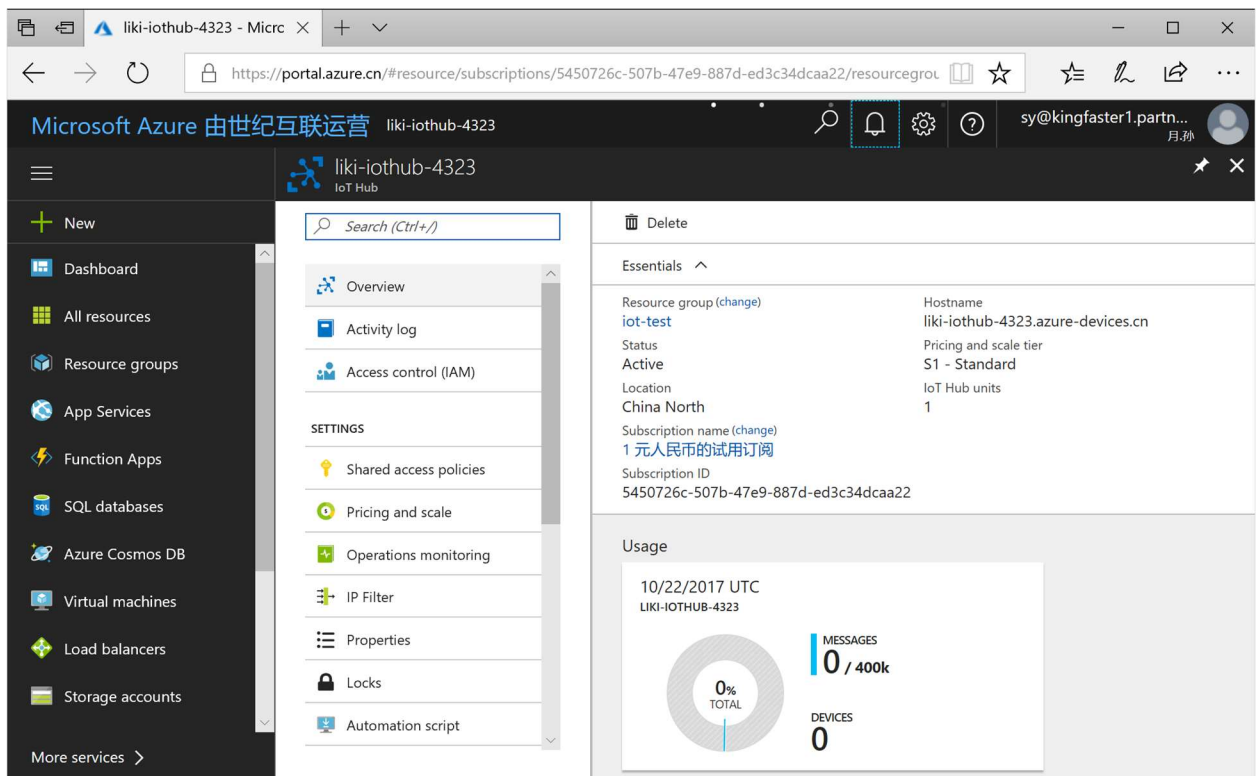 liki-iothub-4323 - Micrc
https://portal.azure.cn/#resource/subscriptions/5450726c-507b-47e9-887d-ed3c34dcaa22/resourcegrou
Microsoft Azure 由世纪互联运营 liki-iothub-4323
sy@kingfaster1.partn...
月.孙
liki-iothub-4323
IoT Hub
New
Dashboard
All resources
Resource groups
App Services
Function Apps
SQL databases
Azure Cosmos DB
Virtual machines
Load balancers
Storage accounts
More services
Search (Ctrl+/)
Overview
Activity log
Access control (IAM)
SETTINGS
Shared access policies
Pricing and scale
Operations monitoring
IP Filter
Properties
Locks
Automation script
Delete
Essentials
Resource group (change)
iot-test
Status
Active
Location
China North
Subscription name (change)
1 元人民币的试用订阅
Subscription ID
5450726c-507b-47e9-887d-ed3c34dcaa22
Hostname
liki-iothub-4323.azure-devices.cn
Pricing and scale tier
S1 - Standard
IoT Hub units
1
Usage
10/22/2017 UTC
LIKI-IOTHUB-4323
0%
TOTAL
MESSAGES
0 / 400k
DEVICES
0